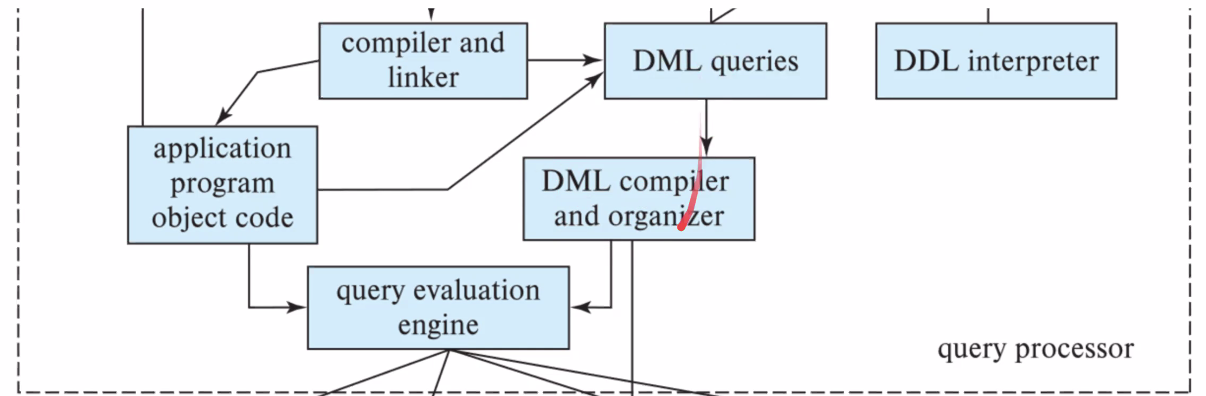 compiler and
linker
DML queries
DDL interpreter
application
program
object code
DML compiler
and organizer
query evaluation
engine
query processor